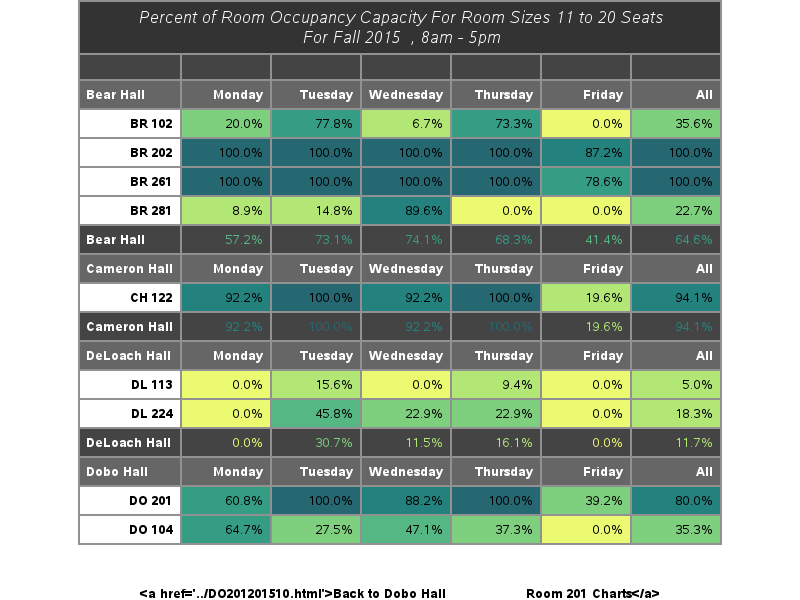 Percent of Room Occupancy Capacity For Room Sizes 11 to 20 Seats
For Fall 2015 , 8am - 5pm
Bear Hall Monday Tuesday Wednesday Thursday Friday All
BR 102 20.0% 77.8% 6.7% 73.3% 0.0% 35.6%
BR 202 100.0% 100.0% 100.0% 100.0% 87.2% 100.0%
BR 261 100.0% 100.0% 100.0% 100.0% 78.6% 100.0%
BR 281 8.9% 14.8% 89.6% 0.0% 0.0% 22.7%
Bear Hall 57.2% 73.1% 74.1% 68.3% 41.4% 64.6%
Cameron Hall Monday Tuesday Wednesday Thursday Friday All
CH 122 92.2% 100.0% 92.2% 100.0% 19.6% 94.1%
Cameron Hall 92.2% 100.0% 92.2% 100.0% 19.6% 94.1%
DeLoach Hall Monday Tuesday Wednesday Thursday Friday All
DL 113 0.0% 15.6% 0.0% 9.4% 0.0% 5.0%
DL 224 0.0% 45.8% 22.9% 22.9% 0.0% 18.3%
DeLoach Hall 0.0% 30.7% 11.5% 16.1% 0.0% 11.7%
Dobo Hall Monday Tuesday Wednesday Thursday Friday All
DO 201 60.8% 100.0% 88.2% 100.0% 39.2% 80.0%
DO 104 64.7% 27.5% 47.1% 37.3% 0.0% 35.3%
<a href='../DO201201510.html'>Back to Dobo Hall Room 201 Charts</a>